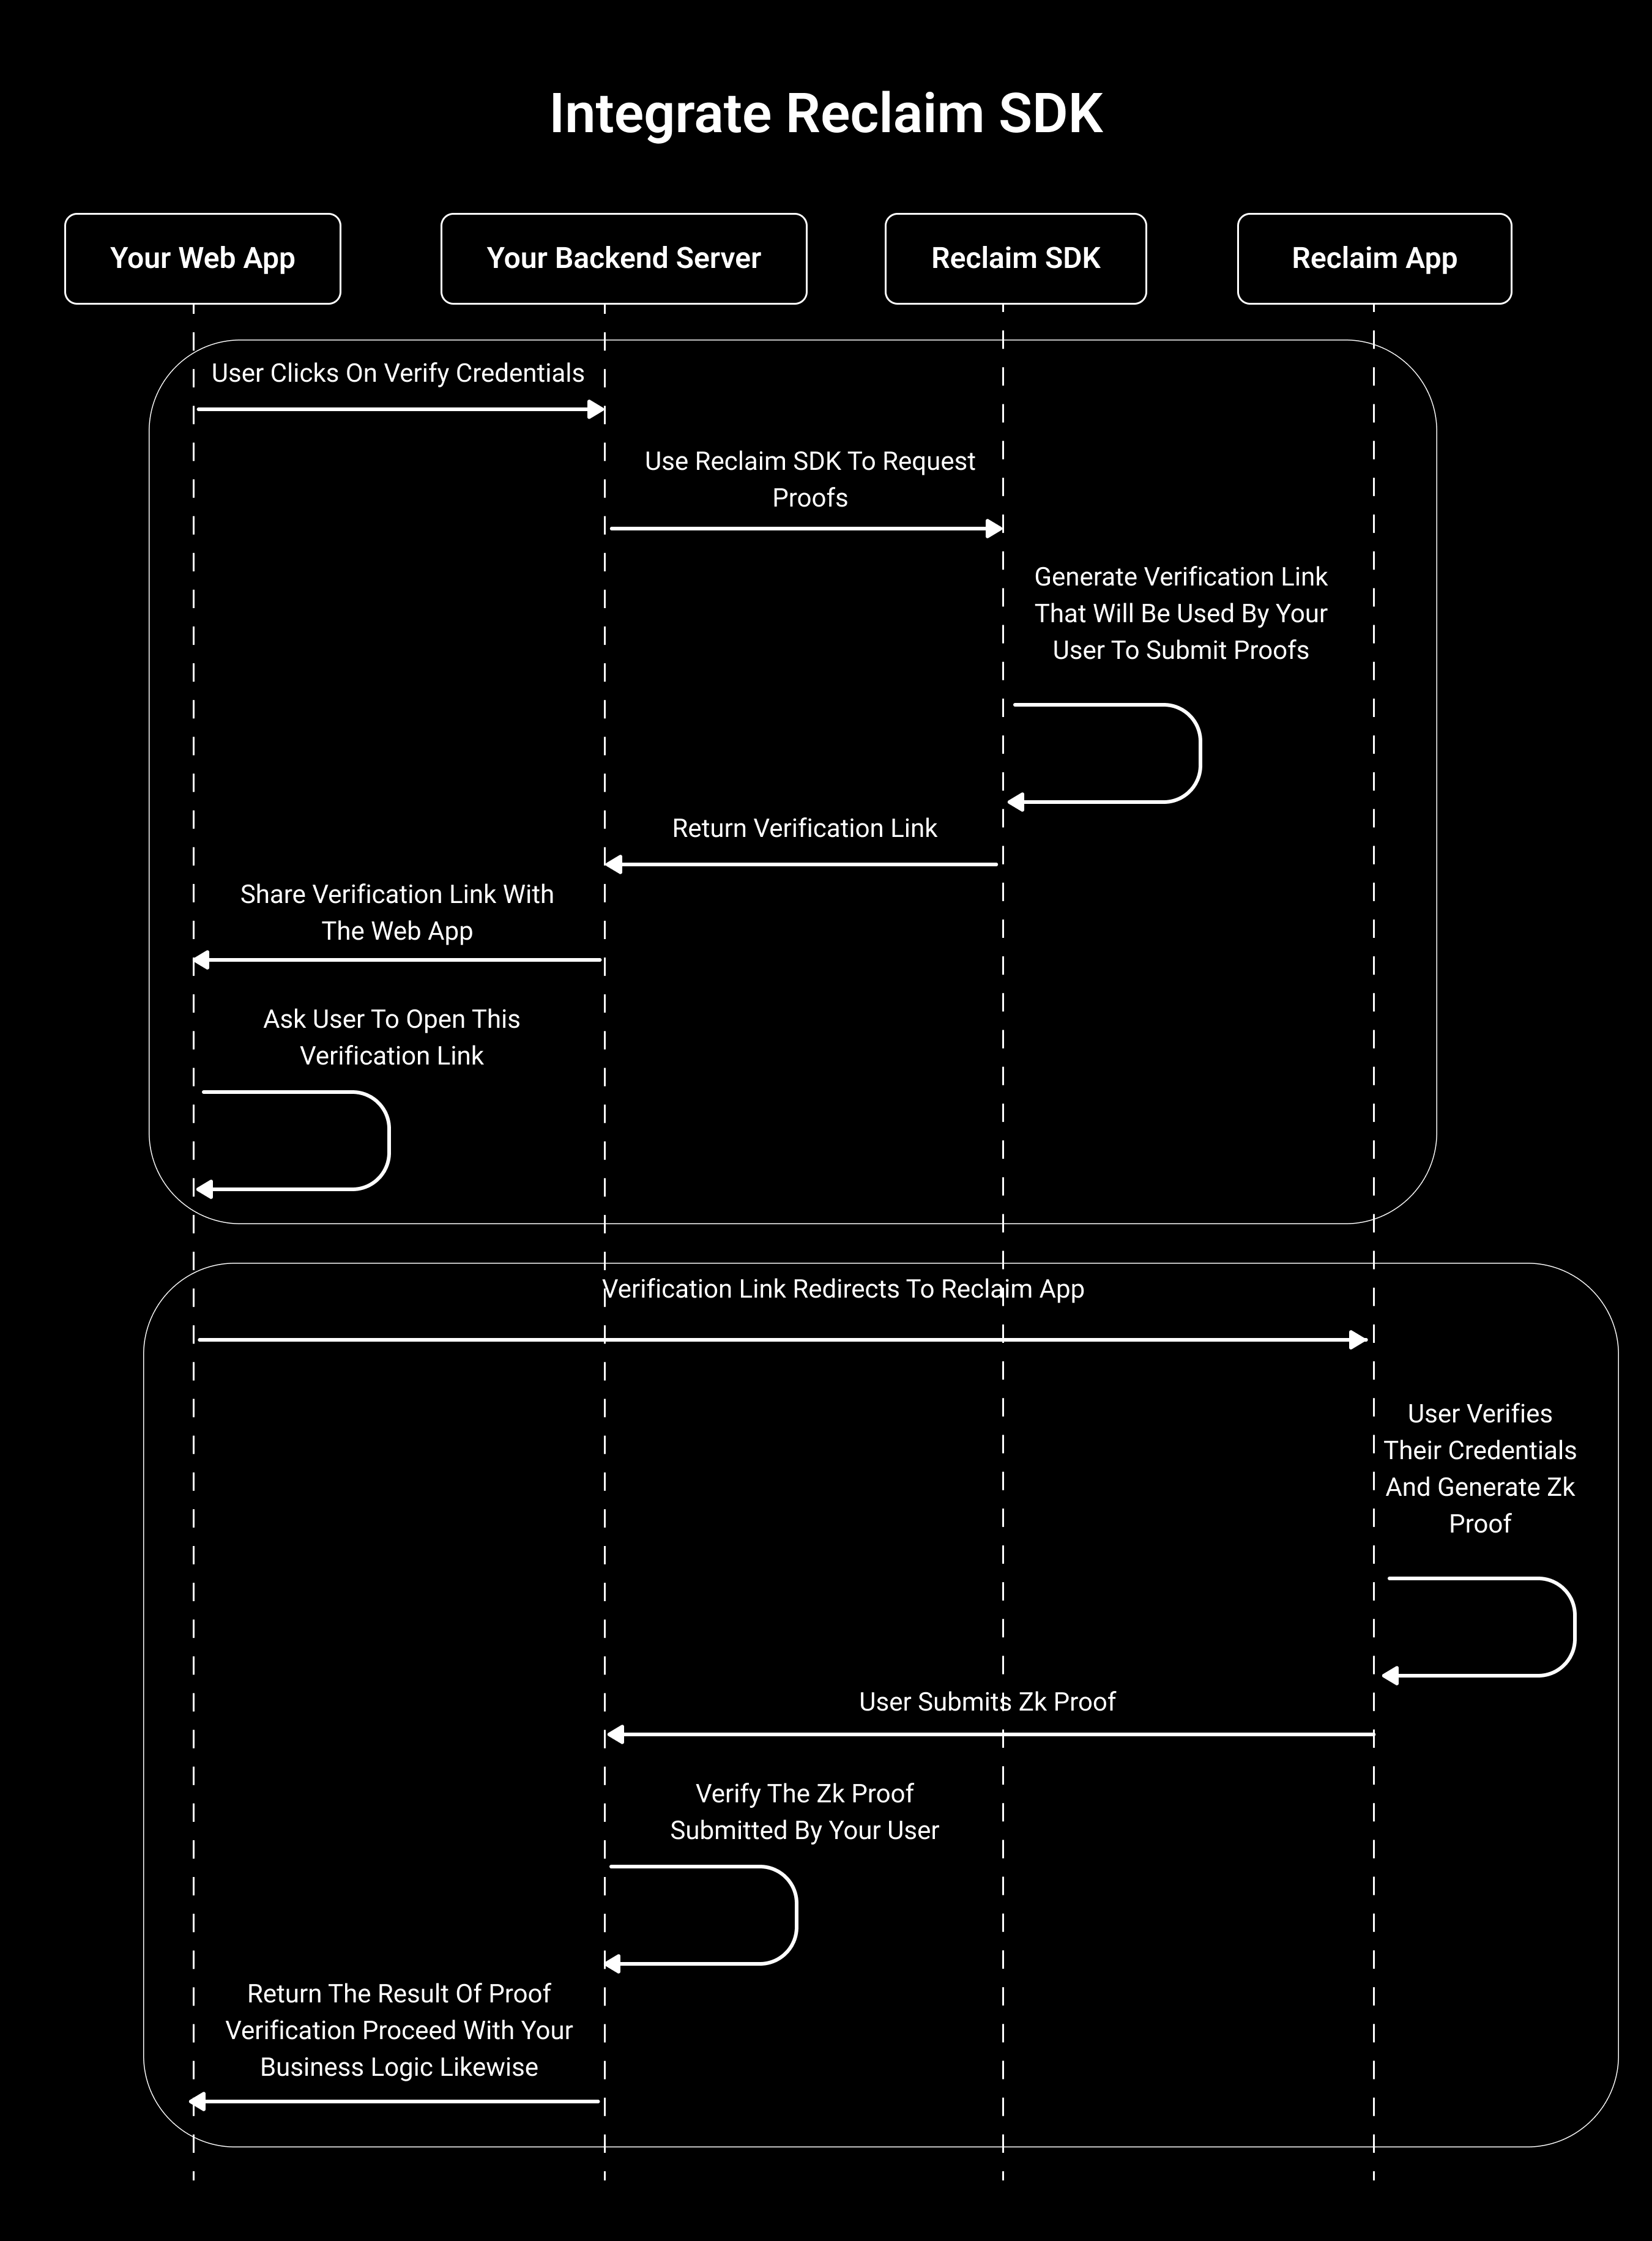 Integrate Reclaim SDK
Your Web App
Your Backend Server
Reclaim SDK
Reclaim App
User Clicks On Verify Credentials
Use Reclaim SDK To Request
Proofs
Generate Verification Link
That Will Be Used By Your
User To Submit Proofs
Return Verification Link
Share Verification Link With
The Web App
Ask User To Open This
Verification Link
Verification Link Redirects To Reclaim App
User Verifies
Their Credentials
And Generate Zk
Proof
User Submits Zk Proof
Verify The Zk Proof
Submitted By Your User
Return The Result Of Proof
Verification Proceed With Your
Business Logic Likewise